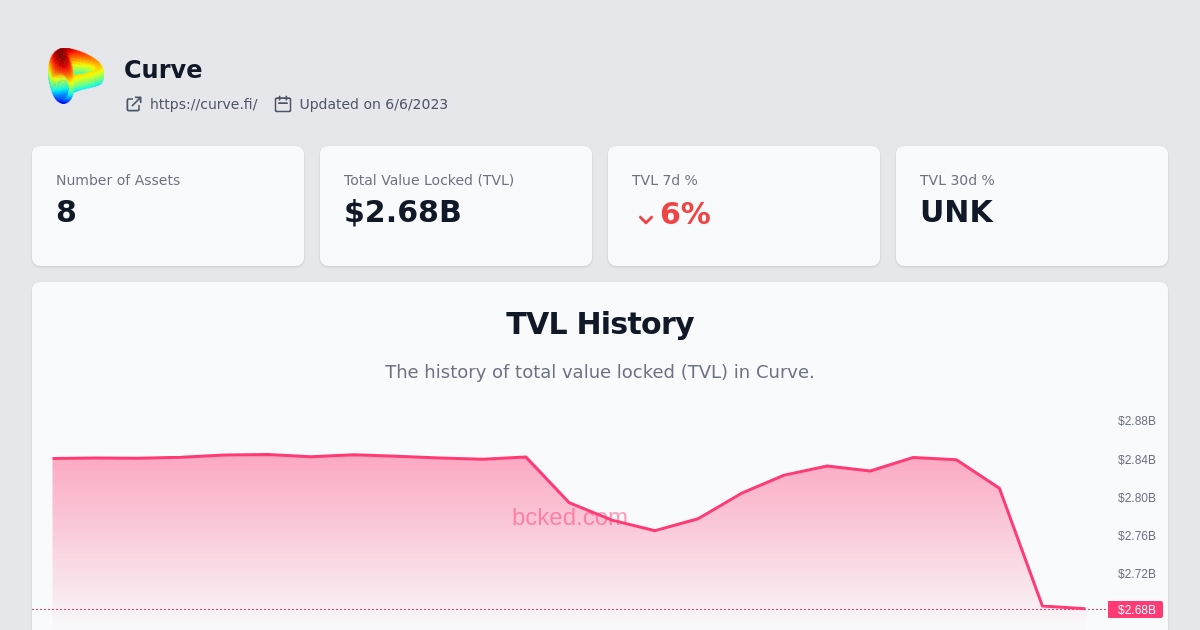 Curve
https://curve.fi/ Updated on 6/6/2023
Number of Assets
8
Total Value Locked (TVL)
$2.68B
TVL 7d %
6%
TVL 30d %
UNK
TVL History
The history of total value locked (TVL) in Curve.
$2.88B
$2.84B
$2.80B
bcked.com
$2.76B
$2.72B
$2.68B